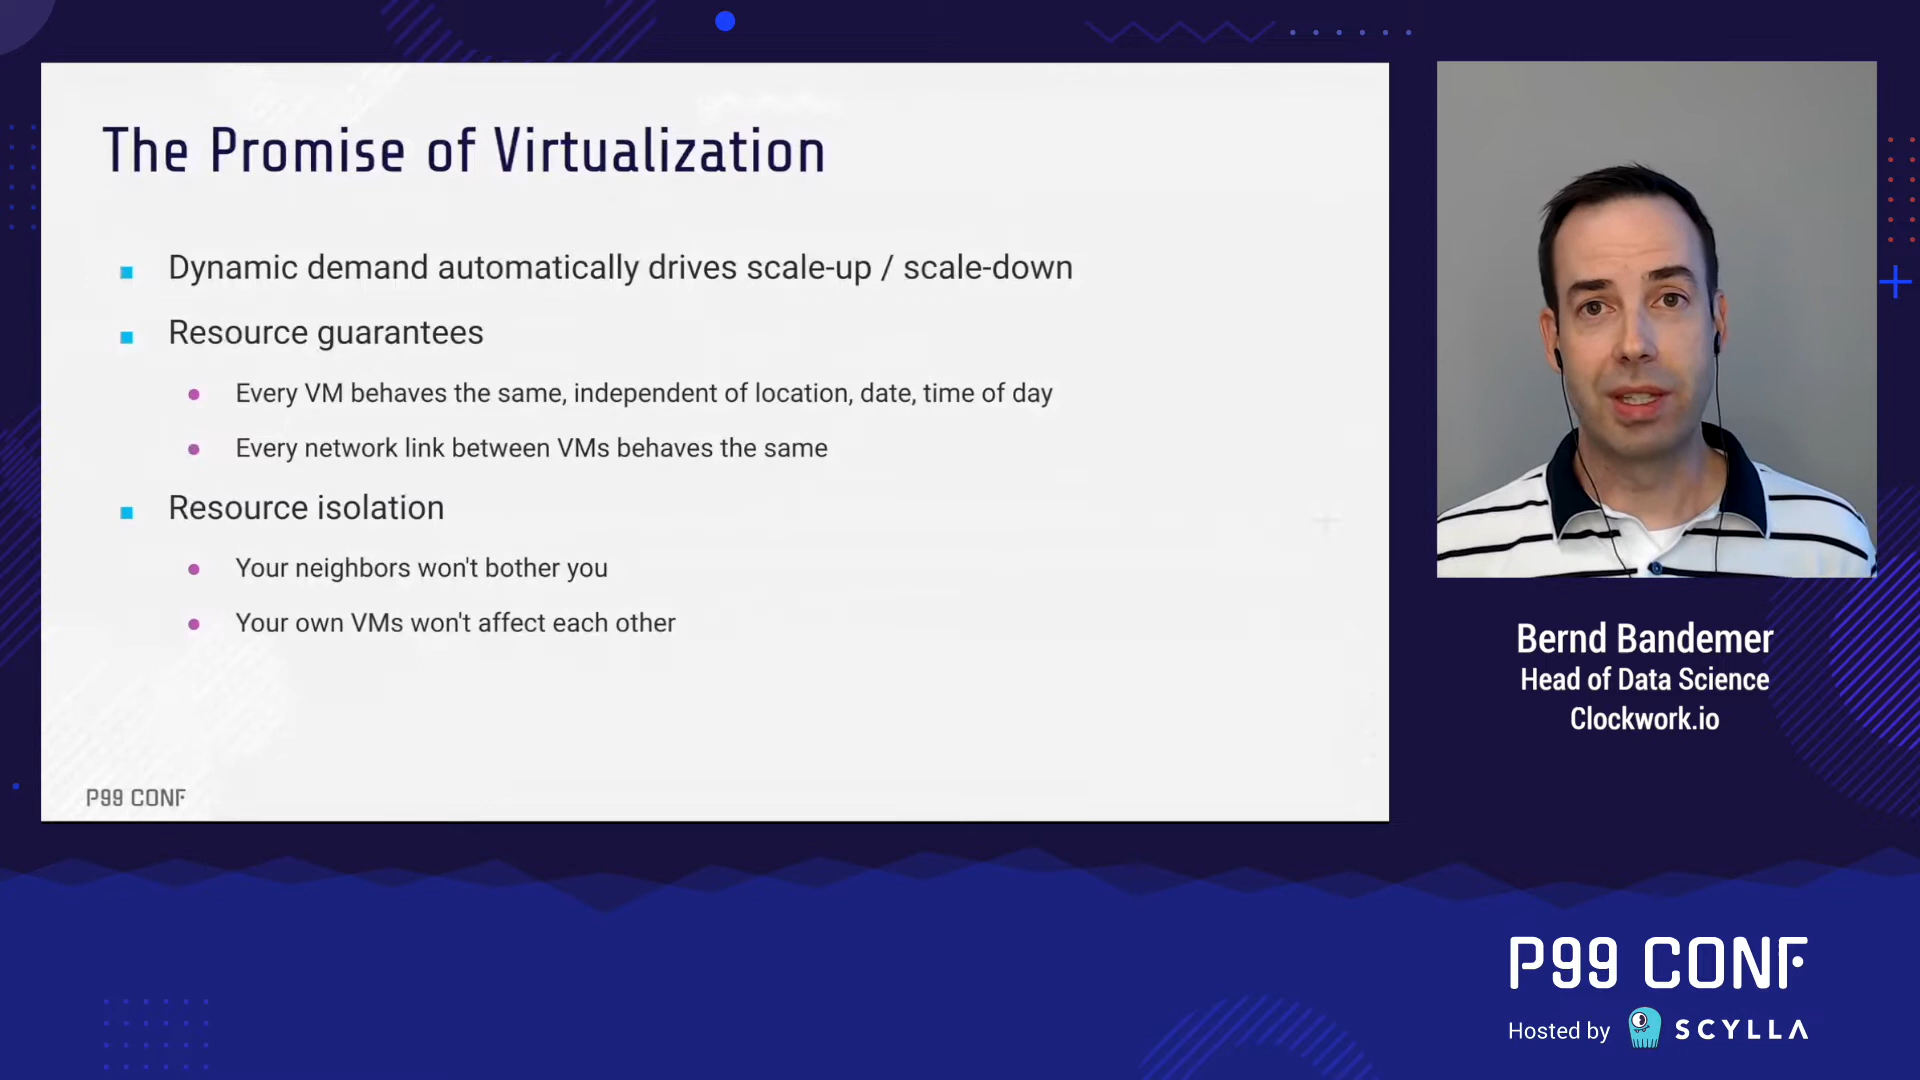 The Promise of Virtualization
Dynamic demand automatically drives scale-up / scale-down
Resource guarantees
Every VM behaves the same, independent of location, date, time of day
Every network link between VMs behaves the same
Resource isolation
Your neighbors won't bother you
Your own VMs won't affect each other
P99 CONF
Bernd Bandemer
Head of Data Science
Clockwork.io
P99 CONF
Hosted by SCYLLA